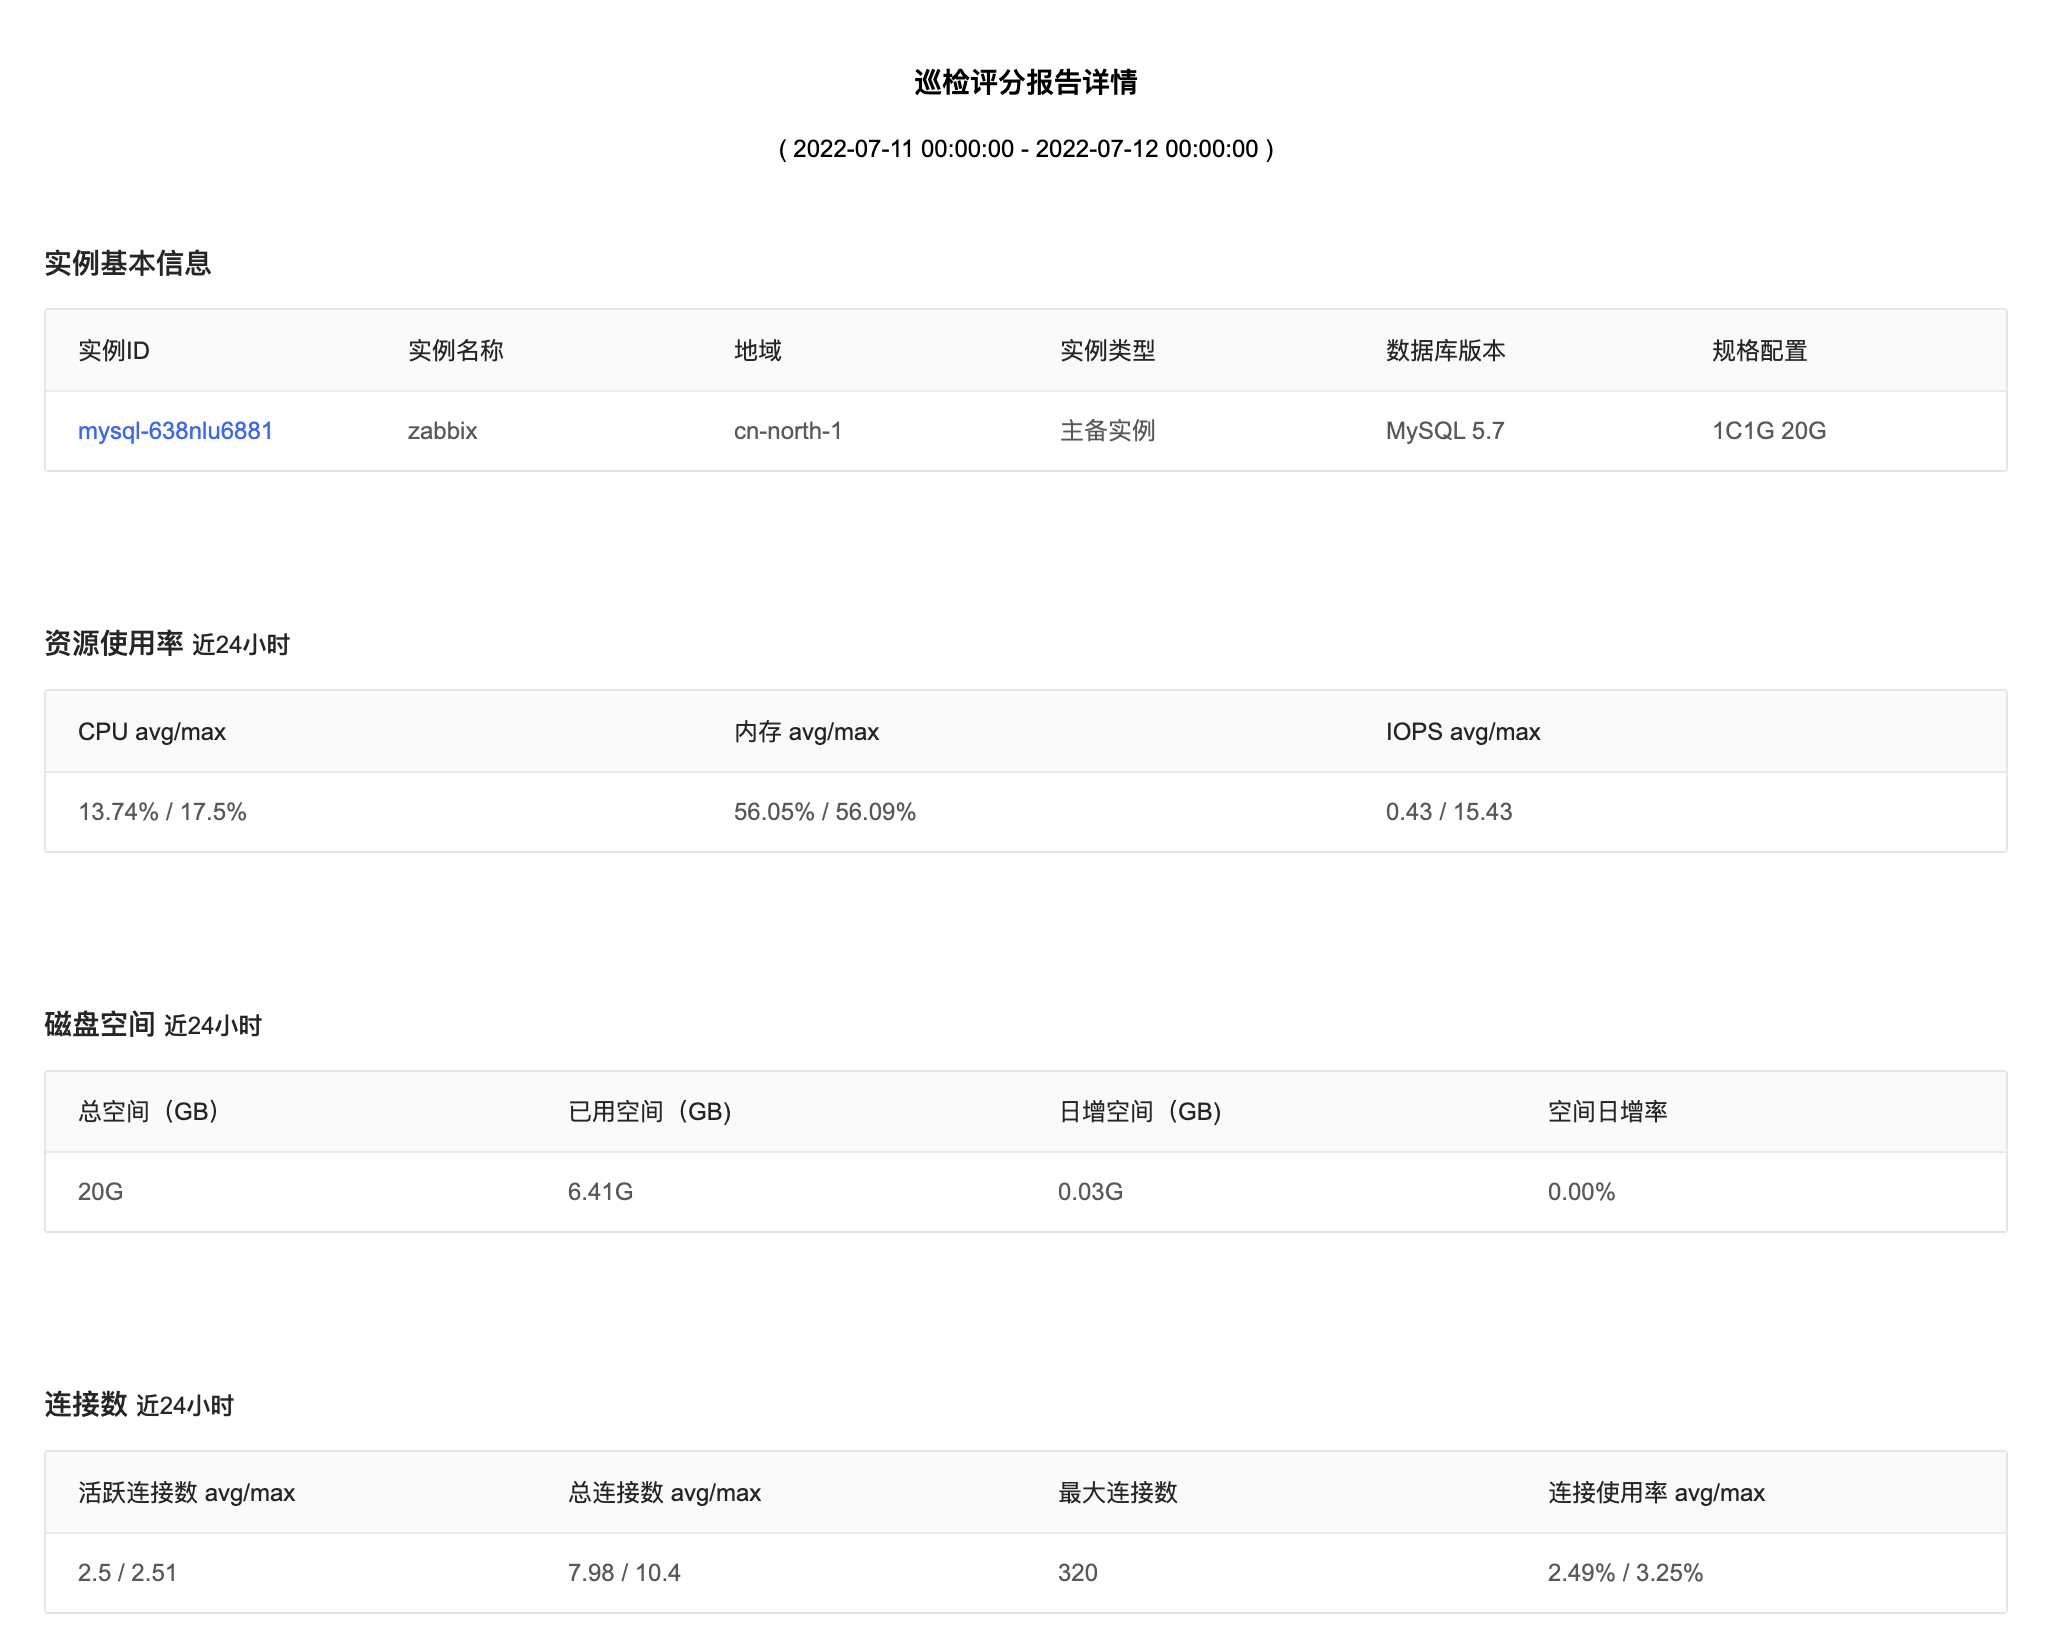 巡检评分报告详情
( 2022-07-11 00:00:00 - 2022-07-12 00:00:00 )
实例基本信息
实例ID 实例名称 地域 实例类型 数据库版本 规格配置
mysql-638nlu6881 zabbix cn-north-1 主备实例 MySQL 5.7 1C1G 20G
资源使用率 近24小时
CPU avg/max 内存 avg/max IOPS avg/max
13.74% / 17.5% 56.05% / 56.09% 0.43 / 15.43
磁盘空间 近24小时
总空间（GB） 已用空间（GB) 日增空间（GB) 空间日增率
20G 6.41G 0.03G 0.00%
连接数 近24小时
活跃连接数 avg/max 总连接数 avg/max 最大连接数 连接使用率 avg/max
2.5 / 2.51 7.98 / 10.4 320 2.49% / 3.25%